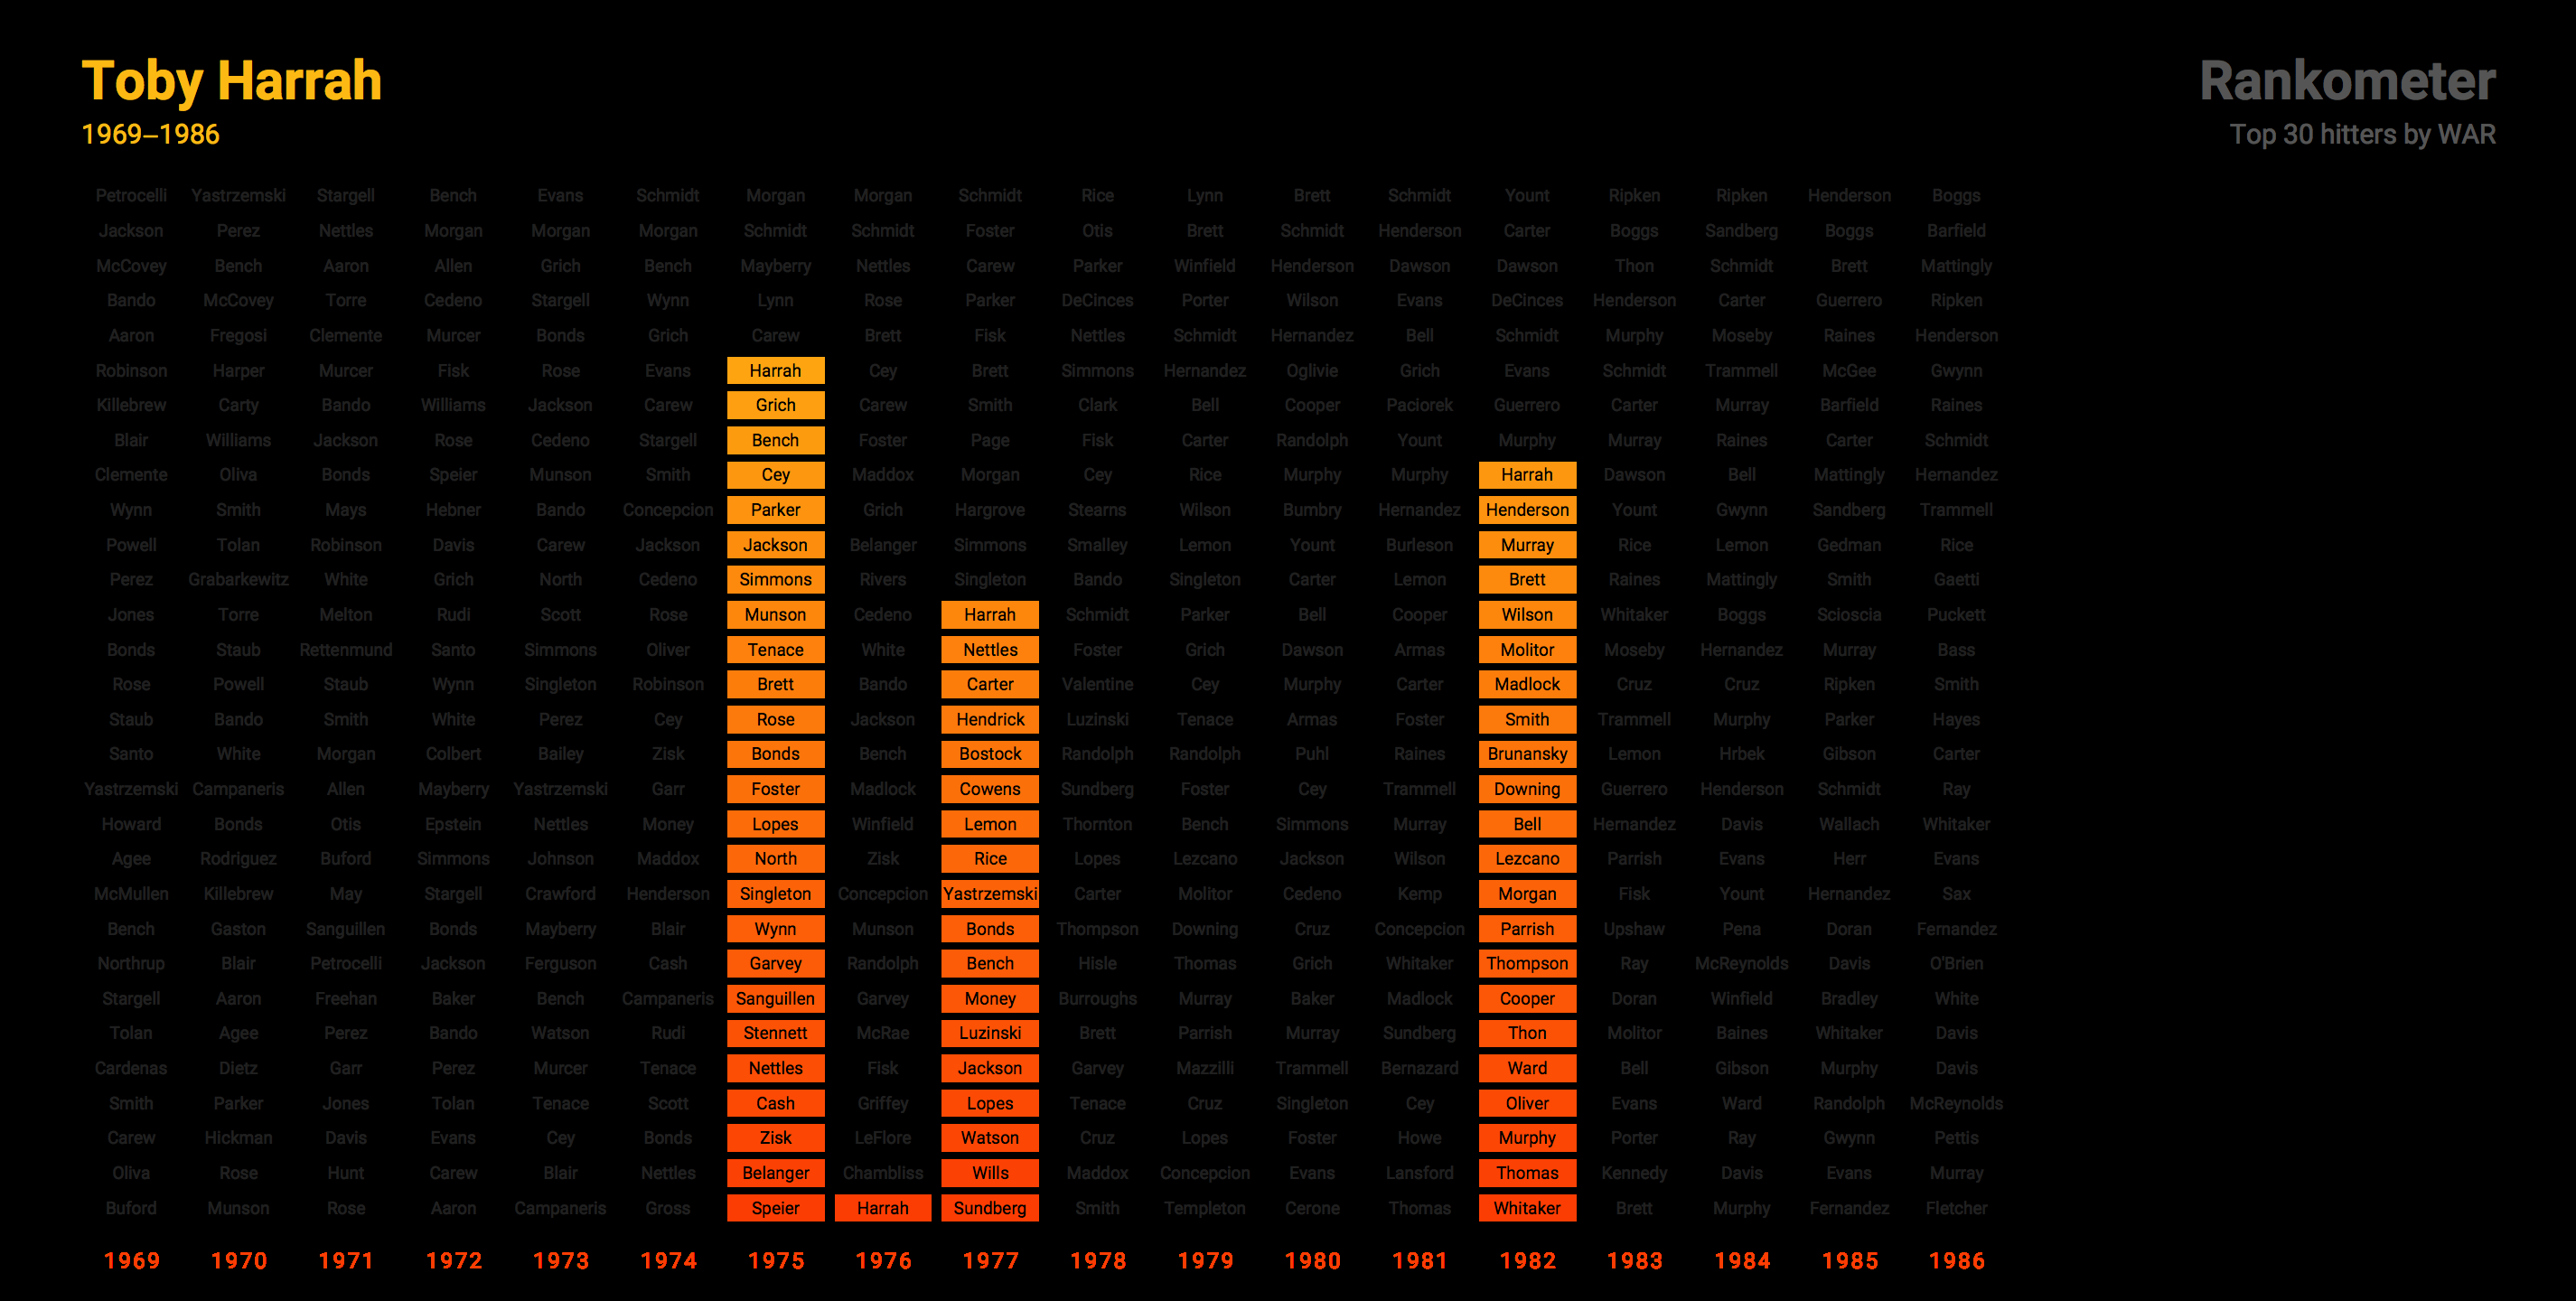 Toby Harrah
Rankometer
1969–1986
Top 30 hitters by WAR
Petrocelli Yastrzemski Stargell Bench Evans Schmidt Morgan Morgan Schmidt Rice Lynn Brett Schmidt Yount Ripken Ripken Henderson Boggs
Jackson Perez Nettles Morgan Morgan Morgan Schmidt Schmidt Foster Otis Brett Schmidt Henderson Carter Boggs Sandberg Boggs Barfield
McCovey Bench Aaron Allen Grich Bench Mayberry Nettles Carew Parker Winfield Henderson Dawson Dawson Thon Schmidt Brett Mattingly
Bando McCovey Torre Cedeno Stargell Wynn Lynn Rose Parker DeCinces Porter Wilson Evans DeCinces Henderson Carter Guerrero Ripken
Aaron Fregosi Clemente Murcer Bonds Grich Carew Brett Fisk Nettles Schmidt Hernandez Bell Schmidt Murphy Moseby Raines Henderson
Robinson Harper Murcer Fisk Rose Evans Harrah Cey Brett Simmons Hernandez Oglivie Grich Evans Schmidt Trammell McGee Gwynn
Killebrew Carty Bando Williams Jackson Carew Grich Carew Smith Clark Bell Cooper Paciorek Guerrero Carter Murray Barfield Raines
Blair Williams Jackson Rose Cedeno Stargell Bench Foster Page Fisk Carter Randolph Yount Murphy Murray Raines Carter Schmidt
Clemente Oliva Bonds Speier Munson Smith Cey Maddox Morgan Cey Rice Murphy Murphy Harrah Dawson Bell Mattingly Hernandez
Wynn Smith Mays Hebner Bando Concepcion Parker Grich Hargrove Stearns Wilson Bumbry Hernandez Henderson Yount Gwynn Sandberg Trammell
Powell Tolan Robinson Davis Carew Jackson Jackson Belanger Simmons Smalley Lemon Yount Burleson Murray Rice Lemon Gedman Rice
Perez Grabarkewitz White Grich North Cedeno Simmons Rivers Singleton Bando Singleton Carter Lemon Brett Raines Mattingly Smith Gaetti
Jones Torre Melton Rudi Scott Rose Munson Cedeno Harrah Schmidt Parker Bell Cooper Wilson Whitaker Boggs Scioscia Puckett
Bonds Staub Rettenmund Santo Simmons Oliver Tenace White Nettles Foster Grich Dawson Armas Molitor Moseby Hernandez Murray Bass
Rose Powell Staub Wynn Singleton Robinson Brett Bando Carter Valentine Cey Murphy Carter Madlock Cruz Cruz Ripken Smith
Staub Bando Smith White Perez Cey Rose Jackson Hendrick Luzinski Tenace Armas Foster Smith Trammell Murphy Parker Hayes
Santo White Morgan Colbert Bailey Zisk Bonds Bench Bostock Randolph Randolph Puhl Raines Brunansky Lemon Hrbek Gibson Carter
Yastrzemski Campaneris Allen Mayberry Yastrzemski Garr Foster Madlock Cowens Sundberg Foster Cey Trammell Downing Guerrero Henderson Schmidt Ray
Howard Bonds Otis Epstein Nettles Money Lopes Winfield Lemon Thornton Bench Simmons Murray Bell Hernandez Davis Wallach Whitaker
Agee Rodriguez Buford Simmons Johnson Maddox North Zisk Rice Lopes Lezcano Jackson Wilson Lezcano Parrish Evans Herr Evans
McMullen Killebrew May Stargell Crawford Henderson Singleton Concepcion Yastrzemski Carter Molitor Cedeno Kemp Morgan Fisk Yount Hernandez Sax
Bench Gaston Sanguillen Bonds Mayberry Blair Wynn Munson Bonds Thompson Downing Cruz Concepcion Parrish Upshaw Pena Doran Fernandez
Northrup Blair Petrocelli Jackson Ferguson Cash Garvey Randolph Bench Hisle Thomas Grich Whitaker Thompson Ray McReynolds Davis O'Brien
Stargell Aaron Freehan Baker Bench Campaneris Sanguillen Garvey Money Burroughs Murray Baker Madlock Cooper Doran Winfield Bradley White
Tolan Agee Perez Bando Watson Rudi Stennett McRae Luzinski Brett Parrish Murray Sundberg Thon Molitor Baines Whitaker Davis
Cardenas Dietz Garr Perez Murcer Tenace Nettles Fisk Jackson Garvey Mazzilli Trammell Bernazard Ward Bell Gibson Murphy Davis
Smith Parker Jones Tolan Tenace Scott Cash Griffey Lopes Tenace Cruz Singleton Cey Oliver Evans Ward Randolph McReynolds
Carew Hickman Davis Evans Cey Bonds Zisk LeFlore Watson Cruz Lopes Foster Howe Murphy Porter Ray Gwynn Pettis
Oliva Rose Hunt Carew Blair Nettles Belanger Chambliss Wills Maddox Concepcion Evans Lansford Thomas Kennedy Davis Evans Murray
Buford Munson Rose Aaron Campaneris Gross Speier Harrah Sundberg Smith Templeton Cerone Thomas Whitaker Brett Murphy Fernandez Fletcher
1969 1970 1971 1972 1973 1974 1975 1976 1977 1978 1979 1980 1981 1982 1983 1984 1985 1986